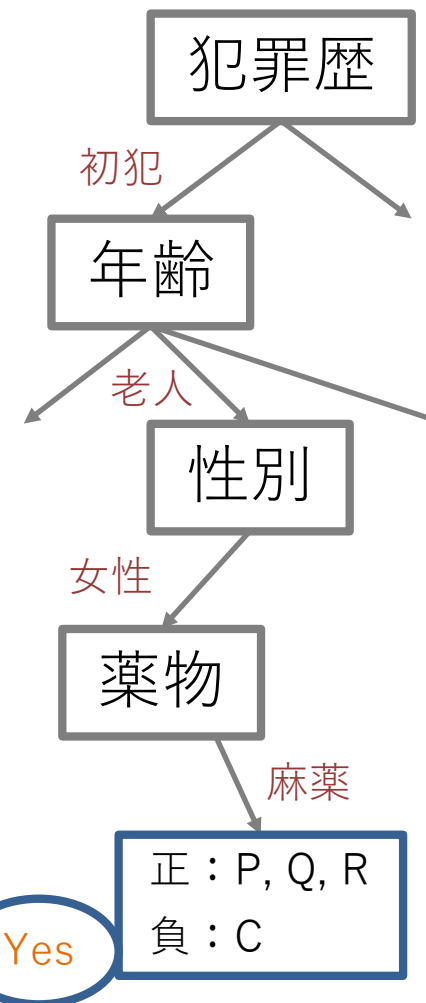 犯罪歴
初犯
年齢
老人
性別
女性
薬物
麻薬
正：P, Q, R
負：C
Yes